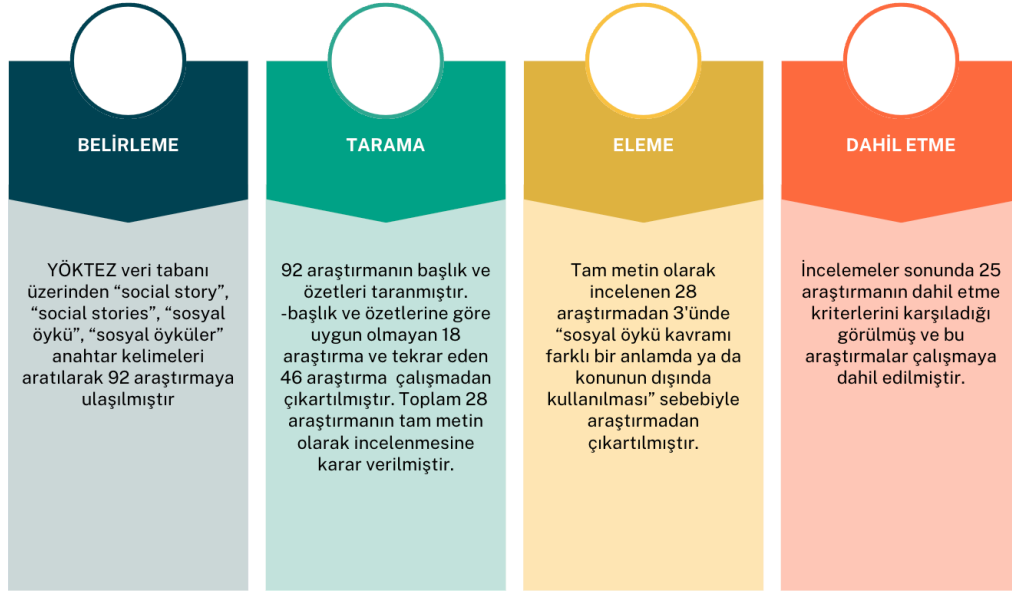 BELİRLEME
YÖKTEZ veri tabanı
üzerinden “social story”,
“social stories”, “sosyal
öykü”, “sosyal öyküler”
anahtar kelimeleri
aratılarak 92 araştırmaya
ulaşılmıştır
TARAMA
92 araştırmanın başlık ve
özetleri taranmıştır.
-başlık ve özetlerine göre
uygun olmayan 18
araştırma ve tekrar eden
46 araştırma çalışmadan
çıkartılmıştır. Toplam 28
araştırmanın tam metin
olarak incelenmesine
karar verilmiştir.
ELEME
Tam metin olarak
incelenen 28
araştırmadan 3'ünde
“sosyal öykü kavramı
farklı bir anlamda ya da
konunun dışında
kullanılması” sebebiyle
araştırmadan
çıkartılmıştır.
DAHİL ETME
İncelemeler sonunda 25
araştırmanın dahil etme
kriterlerini karşıladığı
görülmüş ve bu
araştırmalar çalışmaya
dahil edilmiştir.